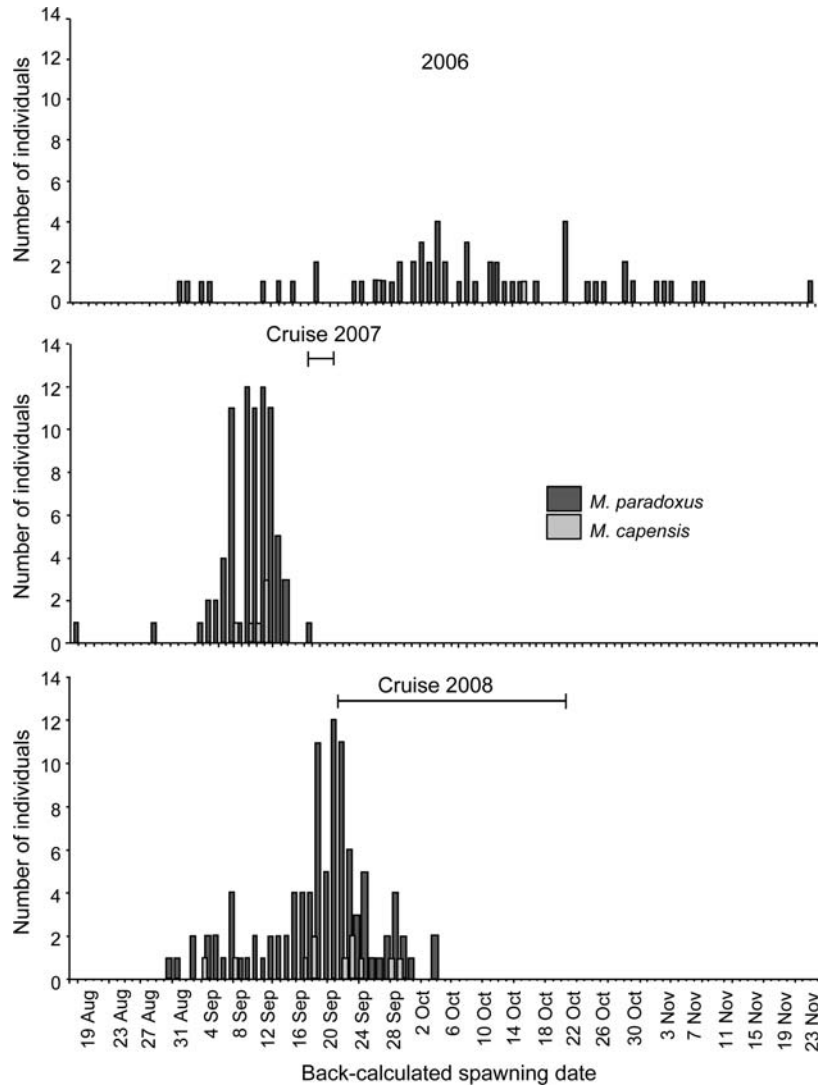 14
12
10
8
6
4
2
0
Number of individuals
2006
Cruise 2007
14
12
10
8
6
4
2
0
Number of individuals
M. paradoxus
M. capensis
Cruise 2008
14
12
10
8
6
4
2
0
Number of individuals
19 Aug
23 Aug
27 Aug
31 Aug
4 Sep
8 Sep
12 Sep
16 Sep
20 Sep
24 Sep
28 Sep
2 Oct
6 Oct
10 Oct
14 Oct
18 Oct
22 Oct
26 Oct
30 Oct
3 Nov
7 Nov
11 Nov
15 Nov
19 Nov
23 Nov
Back-calculated spawning date